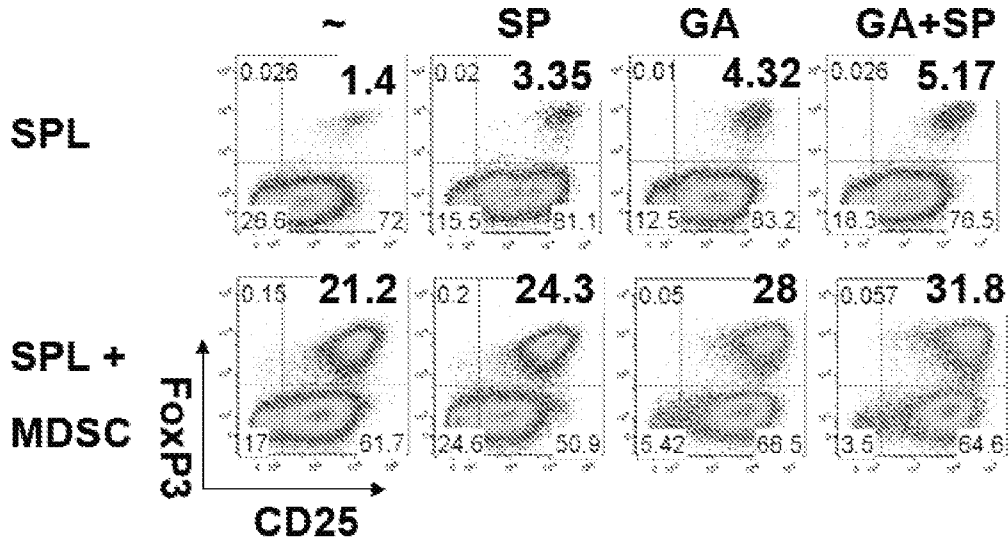 ~ SP GA GA+SP
SPL
0.026 1.4 0.02 3.35 0.01 4.32 0.026 5.17
26.6 72 15.5 81.1 12.5 83.2 18.3 76.5
SPL +
MDSC
0.15 21.2 0.2 24.3 0.05 28 0.057 31.8
17 61.7 24.6 50.9 5.42 66.5 3.5 64.6
FoxP3
CD25